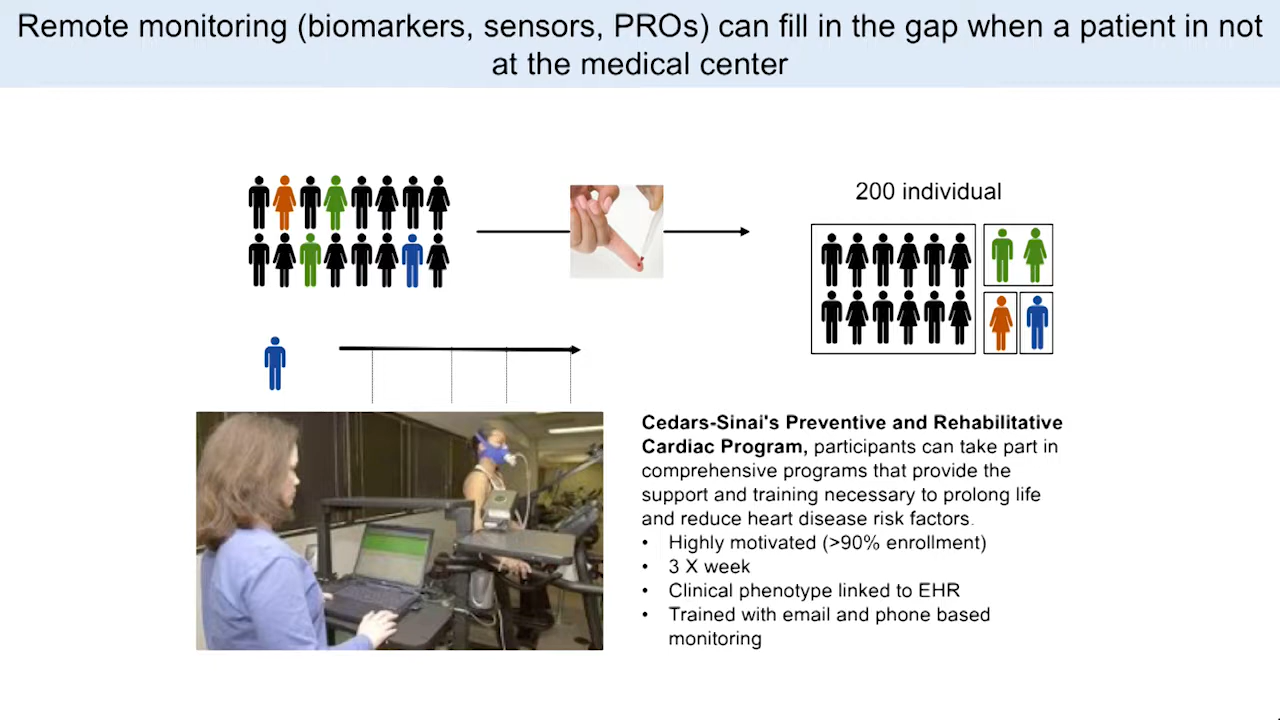 Remote monitoring (biomarkers, sensors, PROs) can fill in the gap when a patient in not
at the medical center
200 individual
Cedars-Sinai's Preventive and Rehabilitative
Cardiac Program, participants can take part in
comprehensive programs that provide the
support and training necessary to prolong life
and reduce heart disease risk factors.
• Highly motivated (>90% enrollment)
• 3 X week
• Clinical phenotype linked to EHR
• Trained with email and phone based
monitoring